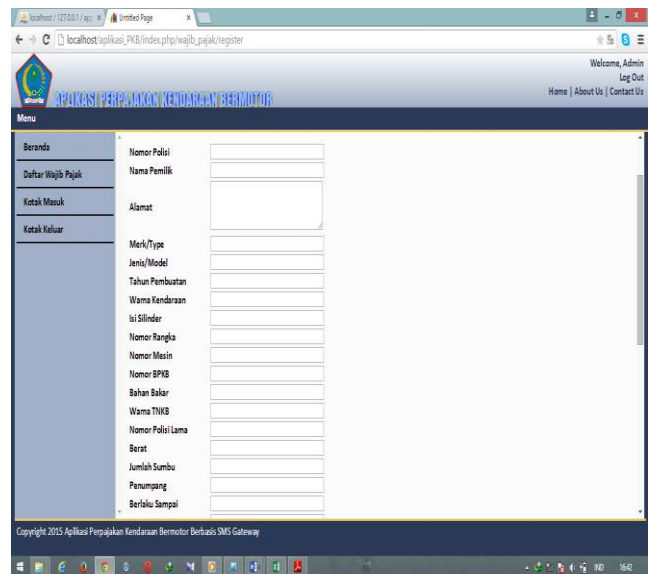 localhost / 127.0.0.1 / ap
Untitled Page
localhost/aplikasi_PKB/index.php/wajib_pajak/register
Welcome, Admin
Log Out
Home | About Us | Contact Us
APLIKASI PERPAJAKAN KENDARAAN BERMOTOR
Menu
Beranda
Daftar Wajib Pajak
Kotak Masuk
Kotak Keluar
Nomor Polisi
Nama Pemilik
Alamat
Merk/Type
Jenis/Model
Tahun Pembuatan
Warna Kendaraan
Isi Silinder
Nomor Rangka
Nomor Mesin
Nomor BPKB
Bahan Bakar
Warna TNKB
Nomor Polisi Lama
Berat
Jumlah Sumbu
Penumpang
Berlaku Sampai
Copyright 2015 Aplikasi Perpajakan Kendaraan Bermotor Berbasis SMS Gateway
IND 16:42